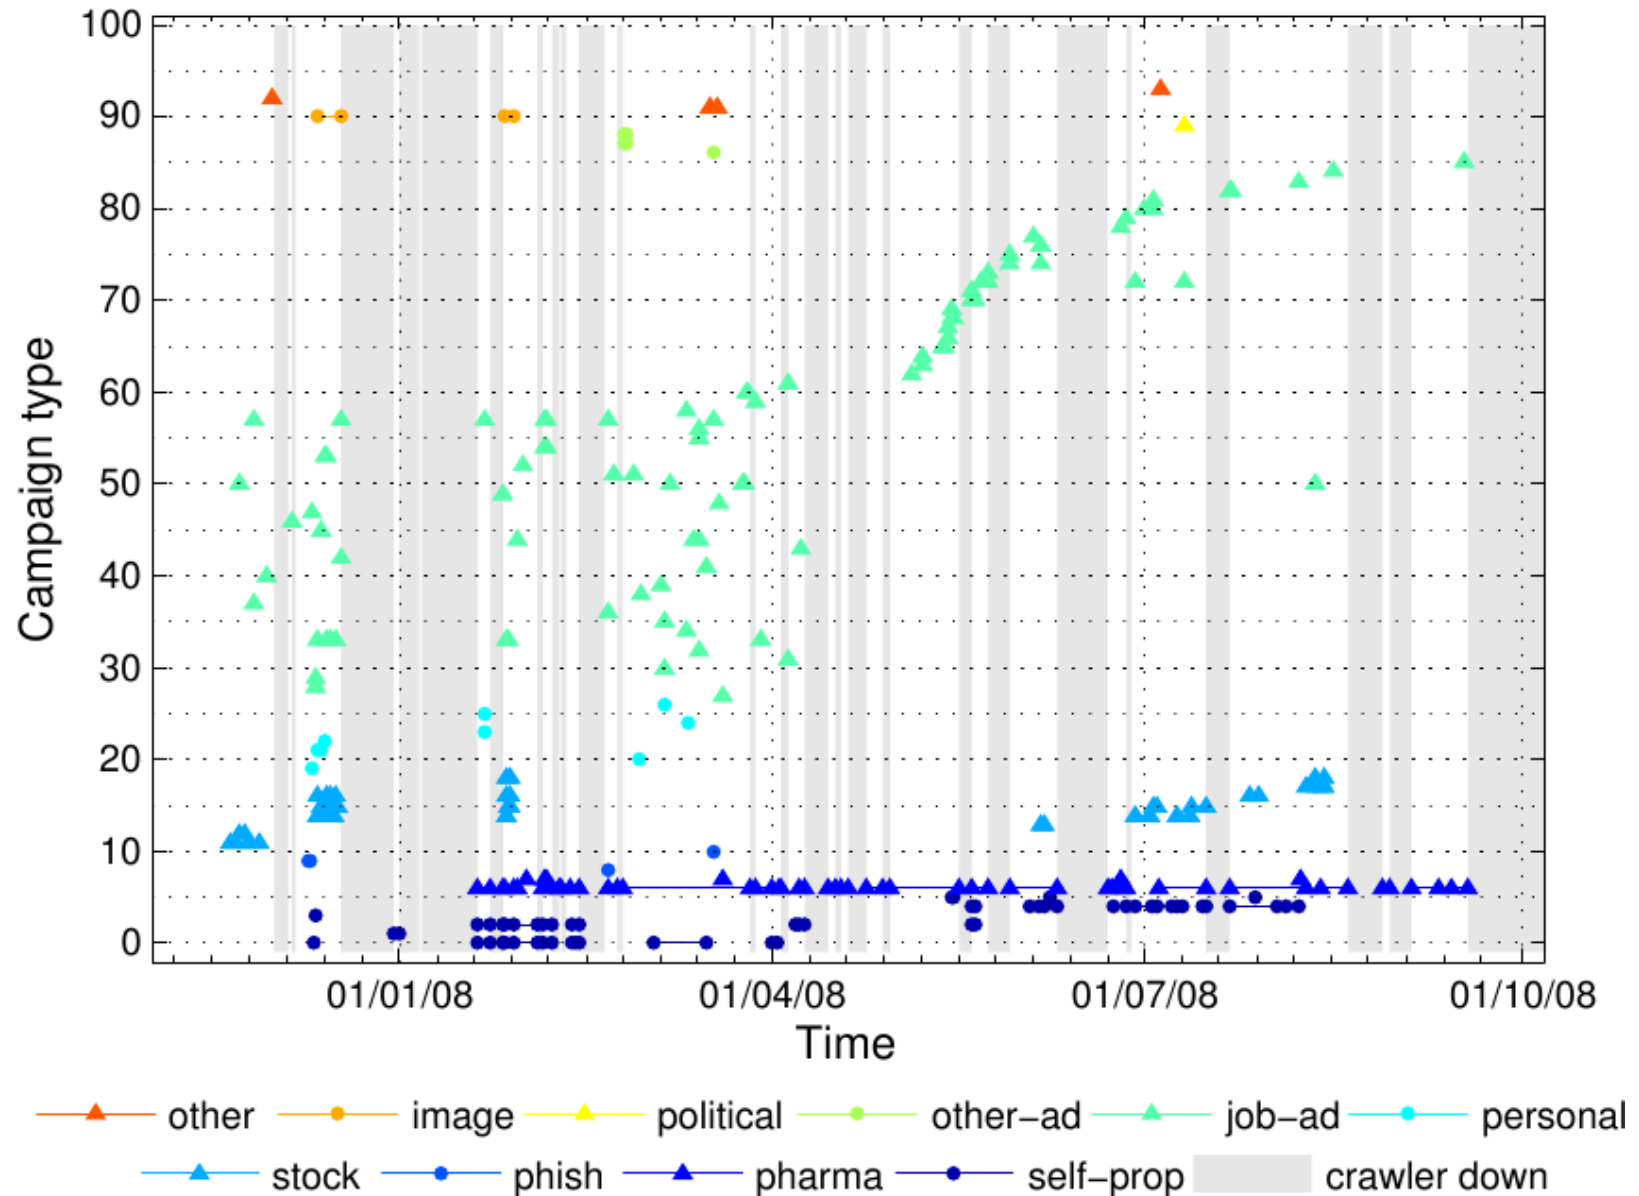 100
90
80
70
60
50
40
30
20
10
0
Campaign type
01/01/08 01/04/08 01/07/08 01/10/08
Time
other image political other−ad job−ad personal
stock phish pharma self−prop crawler down